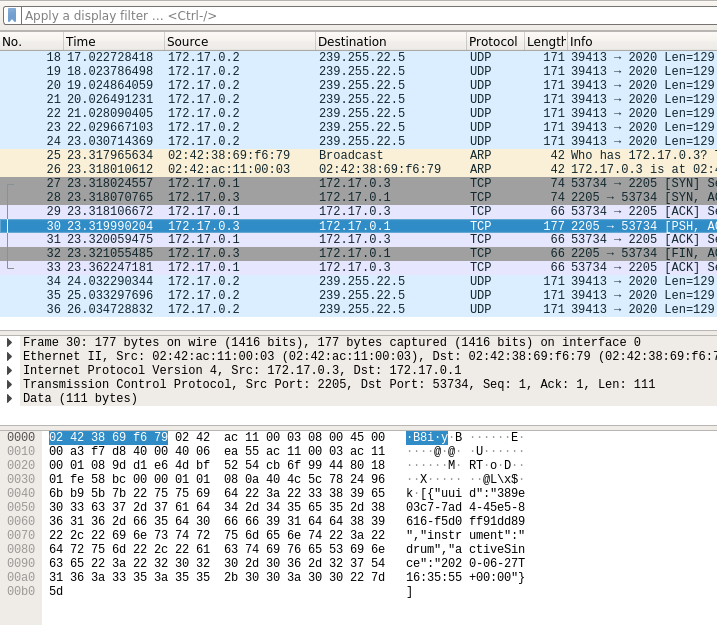 Apply a display filter … <Ctrl-/>
No. Time Source Destination Protocol Length Info
18 17.022728418 172.17.0.2 239.255.22.5 UDP 171 39413 → 2020 Len=129
19 18.023786498 172.17.0.2 239.255.22.5 UDP 171 39413 → 2020 Len=129
20 19.024864059 172.17.0.2 239.255.22.5 UDP 171 39413 → 2020 Len=129
21 20.026491231 172.17.0.2 239.255.22.5 UDP 171 39413 → 2020 Len=129
22 21.028090405 172.17.0.2 239.255.22.5 UDP 171 39413 → 2020 Len=129
23 22.029667103 172.17.0.2 239.255.22.5 UDP 171 39413 → 2020 Len=129
24 23.030714369 172.17.0.2 239.255.22.5 UDP 171 39413 → 2020 Len=129
25 23.317965634 02:42:38:69:f6:79 Broadcast ARP 42 Who has 172.17.0.3?
26 23.318010612 02:42:ac:11:00:03 02:42:38:69:f6:79 ARP 42 172.17.0.3 is at 02:4
27 23.318024557 172.17.0.1 172.17.0.3 TCP 74 53734 → 2205 [SYN] Se
28 23.318070765 172.17.0.3 172.17.0.1 TCP 74 2205 → 53734 [SYN, AC
29 23.318106672 172.17.0.1 172.17.0.3 TCP 66 53734 → 2205 [ACK] Se
30 23.319990204 172.17.0.3 172.17.0.1 TCP 177 2205 → 53734 [PSH, AC
31 23.320059475 172.17.0.1 172.17.0.3 TCP 66 53734 → 2205 [ACK] Se
32 23.321055485 172.17.0.3 172.17.0.1 TCP 66 2205 → 53734 [FIN, AC
33 23.362247181 172.17.0.1 172.17.0.3 TCP 66 53734 → 2205 [ACK] Se
34 24.032290344 172.17.0.2 239.255.22.5 UDP 171 39413 → 2020 Len=129
35 25.033297696 172.17.0.2 239.255.22.5 UDP 171 39413 → 2020 Len=129
36 26.034728832 172.17.0.2 239.255.22.5 UDP 171 39413 → 2020 Len=129
Frame 30: 177 bytes on wire (1416 bits), 177 bytes captured (1416 bits) on interface 0
Ethernet II, Src: 02:42:ac:11:00:03 (02:42:ac:11:00:03), Dst: 02:42:38:69:f6:79 (02:42:38:69:f6:7
Internet Protocol Version 4, Src: 172.17.0.3, Dst: 172.17.0.1
Transmission Control Protocol, Src Port: 2205, Dst Port: 53734, Seq: 1, Ack: 1, Len: 111
Data (111 bytes)
0000 02 42 38 69 f6 79 02 42 ac 11 00 03 08 00 45 00 ·B8i·y·B ······E·
0010 00 a3 f7 d8 40 00 40 06 ea 55 ac 11 00 03 ac 11 ····@·@· ·U······
0020 00 01 08 9d d1 e6 4d bf 52 54 cb 6f 99 44 80 18 ······M· RT·o·D··
0030 01 fe 58 bc 00 00 01 01 08 0a 40 4c 5c 78 24 96 ··X····· ··@L\x$·
0040 6b b9 5b 7b 22 75 75 69 64 22 3a 22 33 38 39 65 k·[{"uui d":"389e
0050 30 33 63 37 2d 37 61 64 34 2d 34 35 65 35 2d 38 03c7-7ad 4-45e5-8
0060 36 31 36 2d 66 35 64 30 66 66 39 31 64 64 38 39 616-f5d0 ff91dd89
0070 22 2c 22 69 6e 73 74 72 75 6d 65 6e 74 22 3a 22 ","instr ument":"
0080 64 72 75 6d 22 2c 22 61 63 74 69 76 65 53 69 6e drum","a ctiveSin
0090 63 65 22 3a 22 32 30 32 30 2d 30 36 2d 32 37 54 ce":"202 0-06-27T
00a0 31 36 3a 33 35 3a 35 35 2b 30 30 3a 30 30 22 7d 16:35:55 +00:00"}
00b0 5d ]